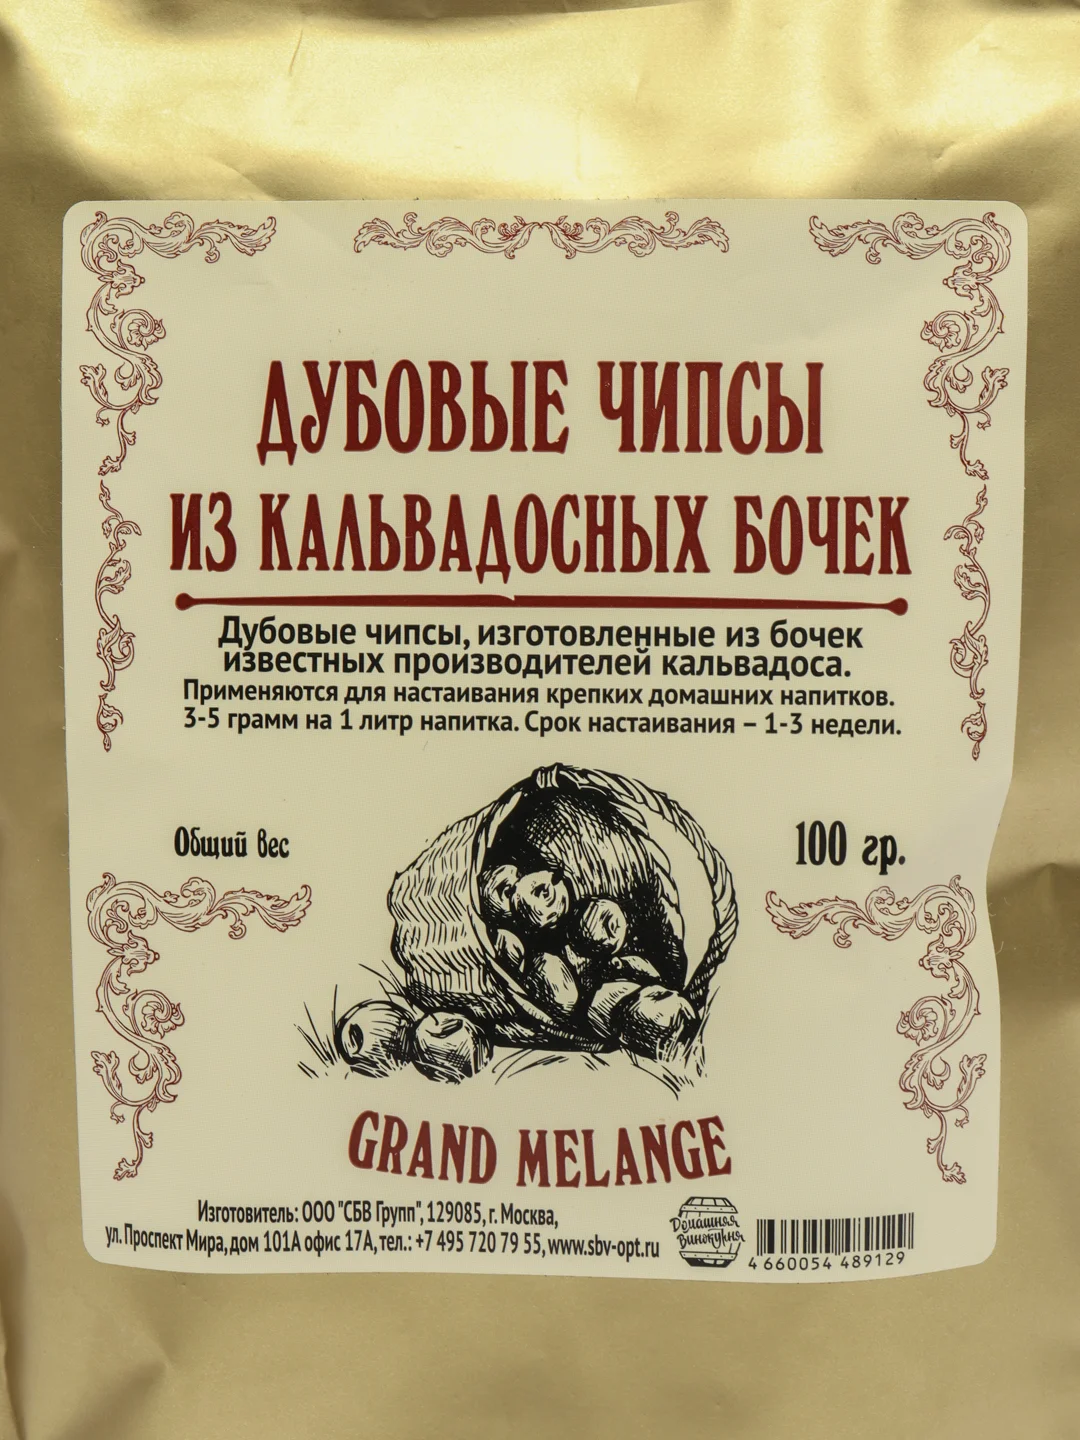 ДУБОВЫЕ ЧИПСЫ
ИЗ КАЛЬВАДОСНЫХ БОЧЕК
Дубовые чипсы, изготовленные из бочек
известных производителей кальвадоса.
Применяются для настаивания крепких домашних напитков.
3-5 грамм на 1 литр напитка. Срок настаивания – 1-3 недели.
Общий вес 100 гр.
GRAND MELANGE
Изготовитель: ООО "СБВ Групп", 129085, г. Москва,
ул. Проспект Мира, дом 101А офис 17А, тел.: +7 495 720 79 55, www.sbv-opt.ru
Домашняя
Винокурня
4 660054 489129